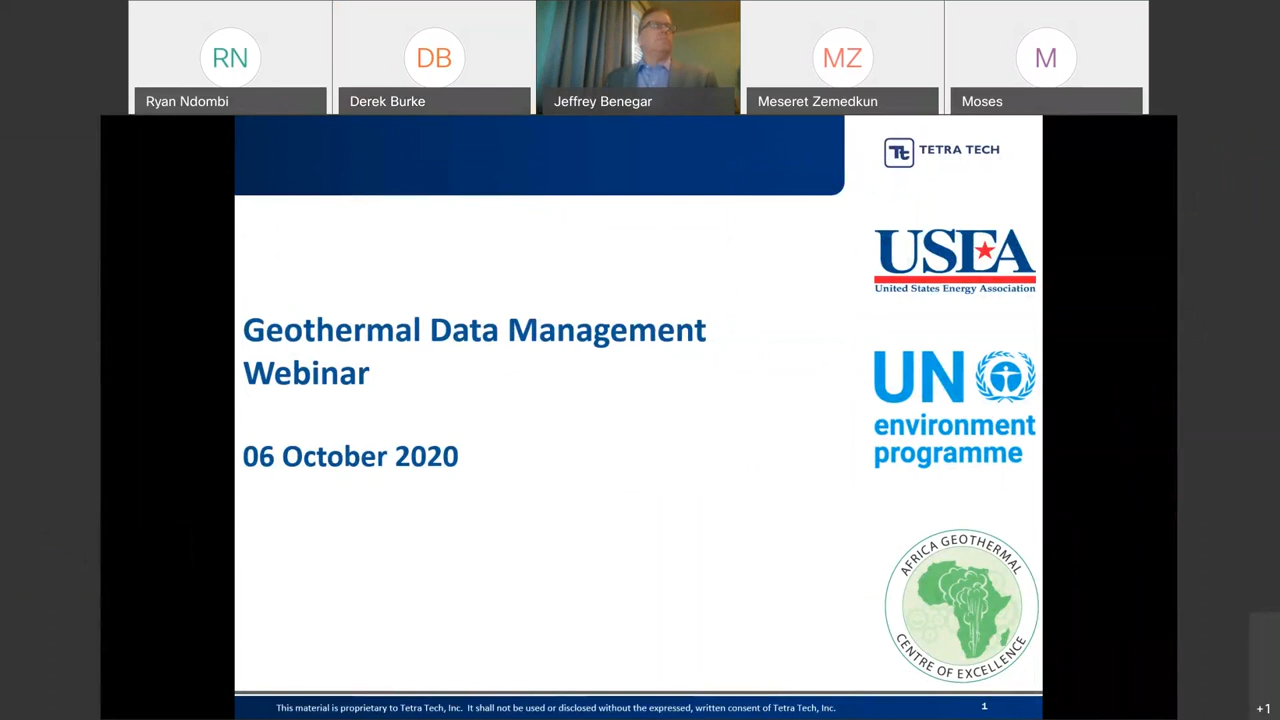 RN
DB
MZ
M
Ryan Ndombi
Derek Burke
Jeffrey Benegar
Meseret Zemedkun
Moses
Tt TETRA TECH
USEA
United States Energy Association
Geothermal Data Management
Webinar
UN
environment
programme
06 October 2020
AFRICA GEOTHERMAL
CENTRE OF EXCELLENCE
This material is proprietary to Tetra Tech, Inc. It shall not be used or disclosed without the expressed, written consent of Tetra Tech, Inc.
1
+1